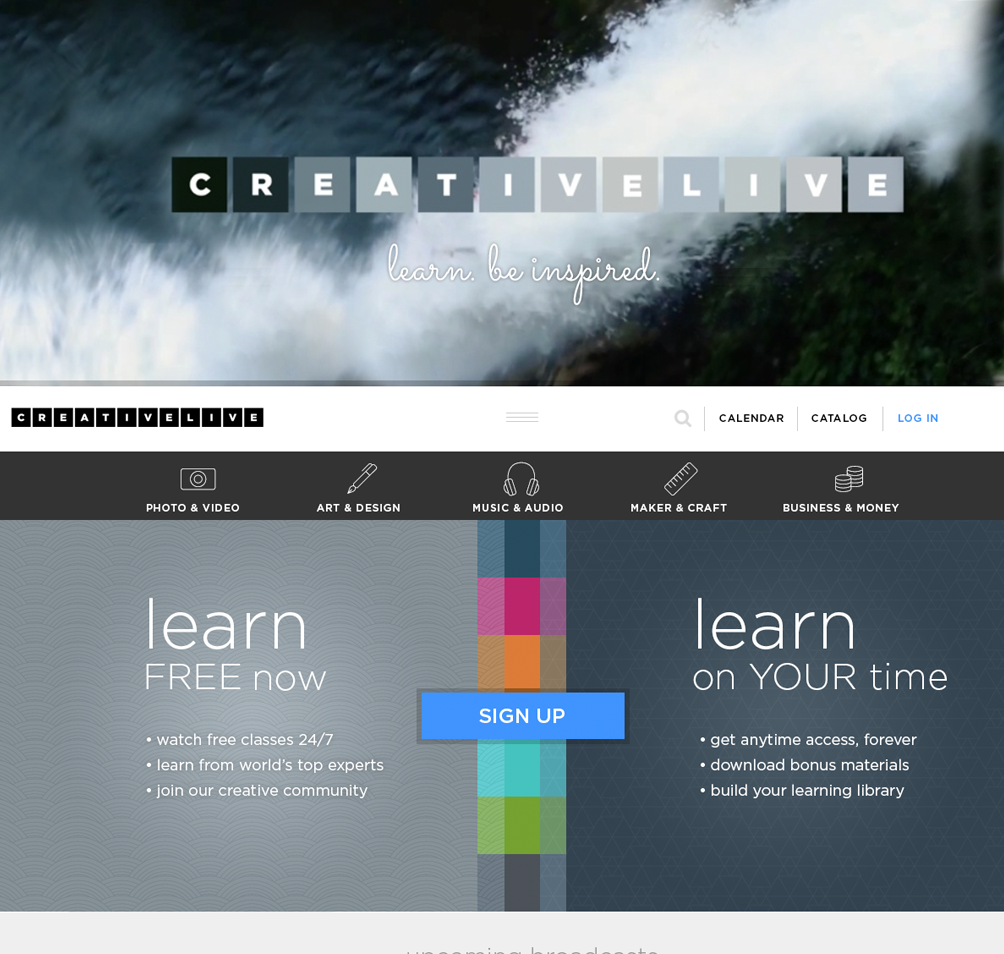 CREATIVELIVE
learn. be inspired.
CREATIVELIVE
CALENDAR
CATALOG
LOG IN
PHOTO & VIDEO
ART & DESIGN
MUSIC & AUDIO
MAKER & CRAFT
BUSINESS & MONEY
learn
FREE now
• watch free classes 24/7
• learn from world's top experts
• join our creative community
SIGN UP
learn
on YOUR time
• get anytime access, forever
• download bonus materials
• build your learning library
upcoming broadcasts